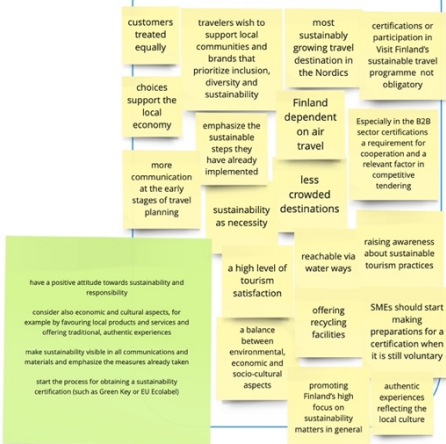 customers
treated
equally
travelers wish to
support local
communities and
brands that
prioritize inclusion,
diversity and
sustainability
most
sustainably
growing travel
destination in
the Nordics
certifications or
participation in
Visit Finland's
sustainable travel
programme not
obligatory
choices
support the
local
economy
emphasize the
sustainable
steps they
have already
implemented
Finland
dependent
on air
travel
Especially in the B2B
sector certifications
a requirement for
cooperation and a
relevant factor in
competitive
tendering
more
communication
at the early
stages of travel
planning
sustainability
as necessity
less
crowded
destinations
a high level of
tourism
satisfaction
reachable via
water ways
raising awareness
about sustainable
tourism practices
have a positive attitude towards sustainability and
responsibility
consider also economic and cultural aspects, for
example by favouring local products and services and
offering traditional, authentic experiences
make sustainability visible in all communications and
materials and emphasize the measures already taken
start the process for obtaining a sustainability
certification (such as Green Key or EU Ecolabel)
a balance
between
environmental,
economic and
socio-cultural
aspects
offering
recycling
facilities
SMEs should start
making
preparations for a
certification when
it is still voluntary
promoting
Finland's high
focus on
sustainability
matters in general
authentic
experiences
reflecting the
local culture